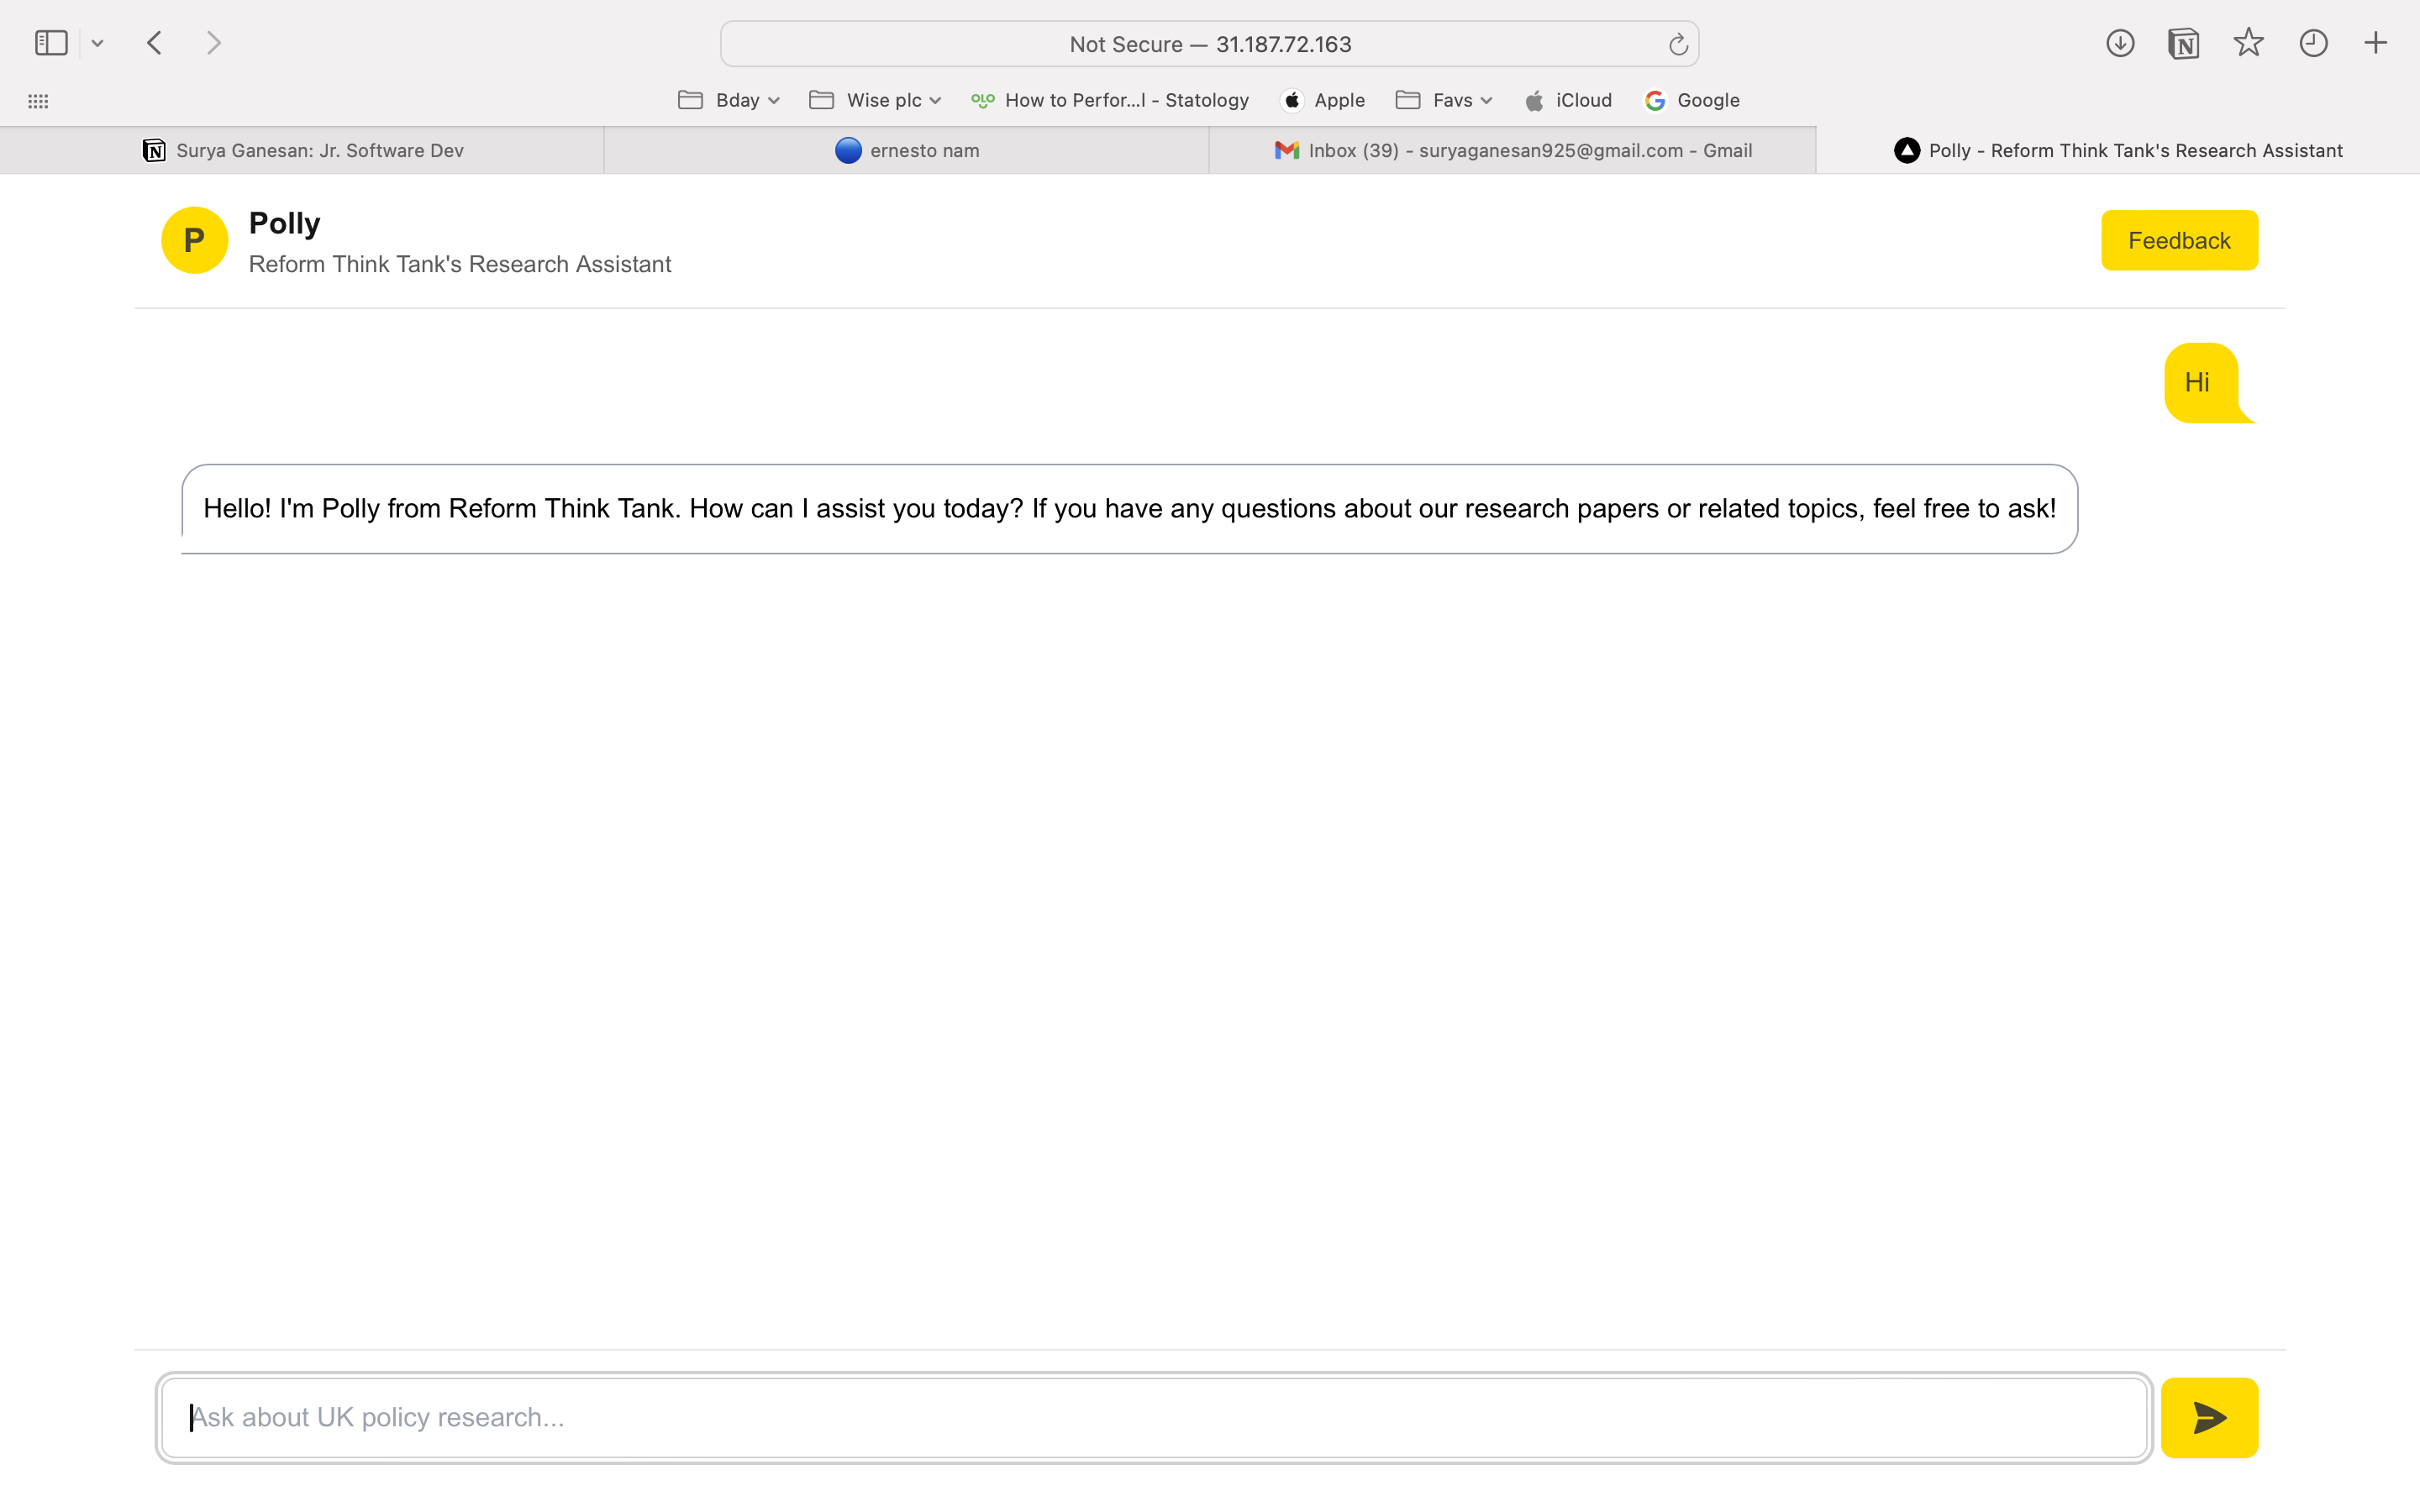 Not Secure — 31.187.72.163
Bday
Wise plc
How to Perfor...l - Statology
Apple
Favs
iCloud
Google
Surya Ganesan: Jr. Software Dev
ernesto nam
Inbox (39) - suryaganesan925@gmail.com - Gmail
Polly - Reform Think Tank's Research Assistant
P
Polly
Reform Think Tank's Research Assistant
Feedback
Hi
Hello! I'm Polly from Reform Think Tank. How can I assist you today? If you have any questions about our research papers or related topics, feel free to ask!
Ask about UK policy research...